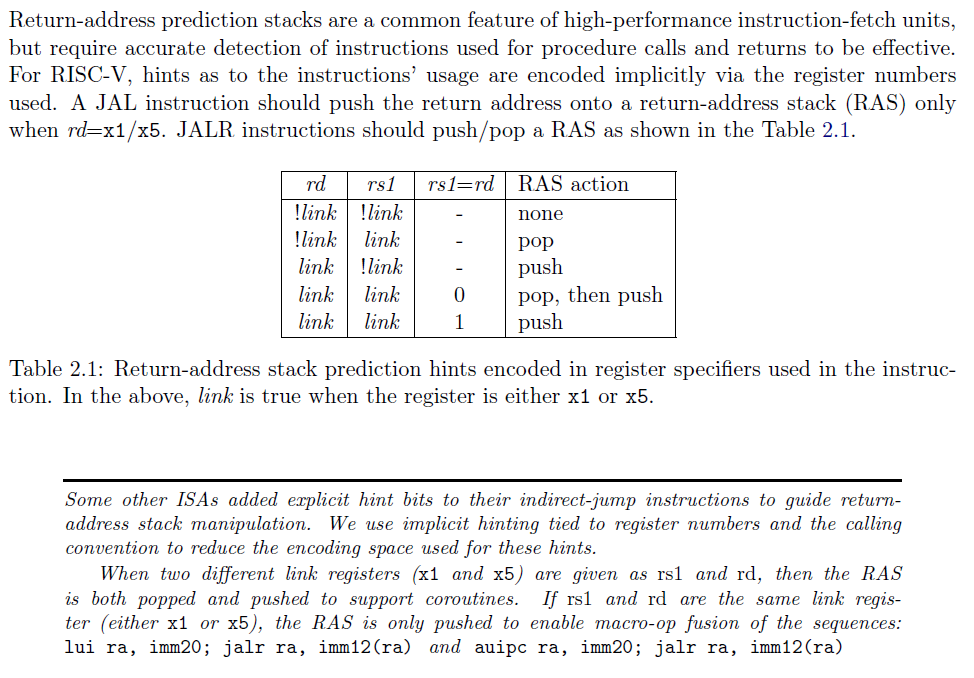 Return-address prediction stacks are a common feature of high-performance instruction-fetch units,
but require accurate detection of instructions used for procedure calls and returns to be effective.
For RISC-V, hints as to the instructions' usage are encoded implicitly via the register numbers
used. A JAL instruction should push the return address onto a return-address stack (RAS) only
when rd=x1/x5. JALR instructions should push/pop a RAS as shown in the Table 2.1.
rd rs1 rs1=rd RAS action
!link !link - none
!link link - pop
link !link - push
link link 0 pop, then push
link link 1 push
Table 2.1: Return-address stack prediction hints encoded in register specifiers used in the instruc-
tion. In the above, link is true when the register is either x1 or x5.
Some other ISAs added explicit hint bits to their indirect-jump instructions to guide return-
address stack manipulation. We use implicit hinting tied to register numbers and the calling
convention to reduce the encoding space used for these hints.
When two different link registers (x1 and x5) are given as rs1 and rd, then the RAS
is both popped and pushed to support coroutines. If rs1 and rd are the same link regis-
ter (either x1 or x5), the RAS is only pushed to enable macro-op fusion of the sequences:
lui ra, imm20; jalr ra, imm12(ra) and auipc ra, imm20; jalr ra, imm12(ra)